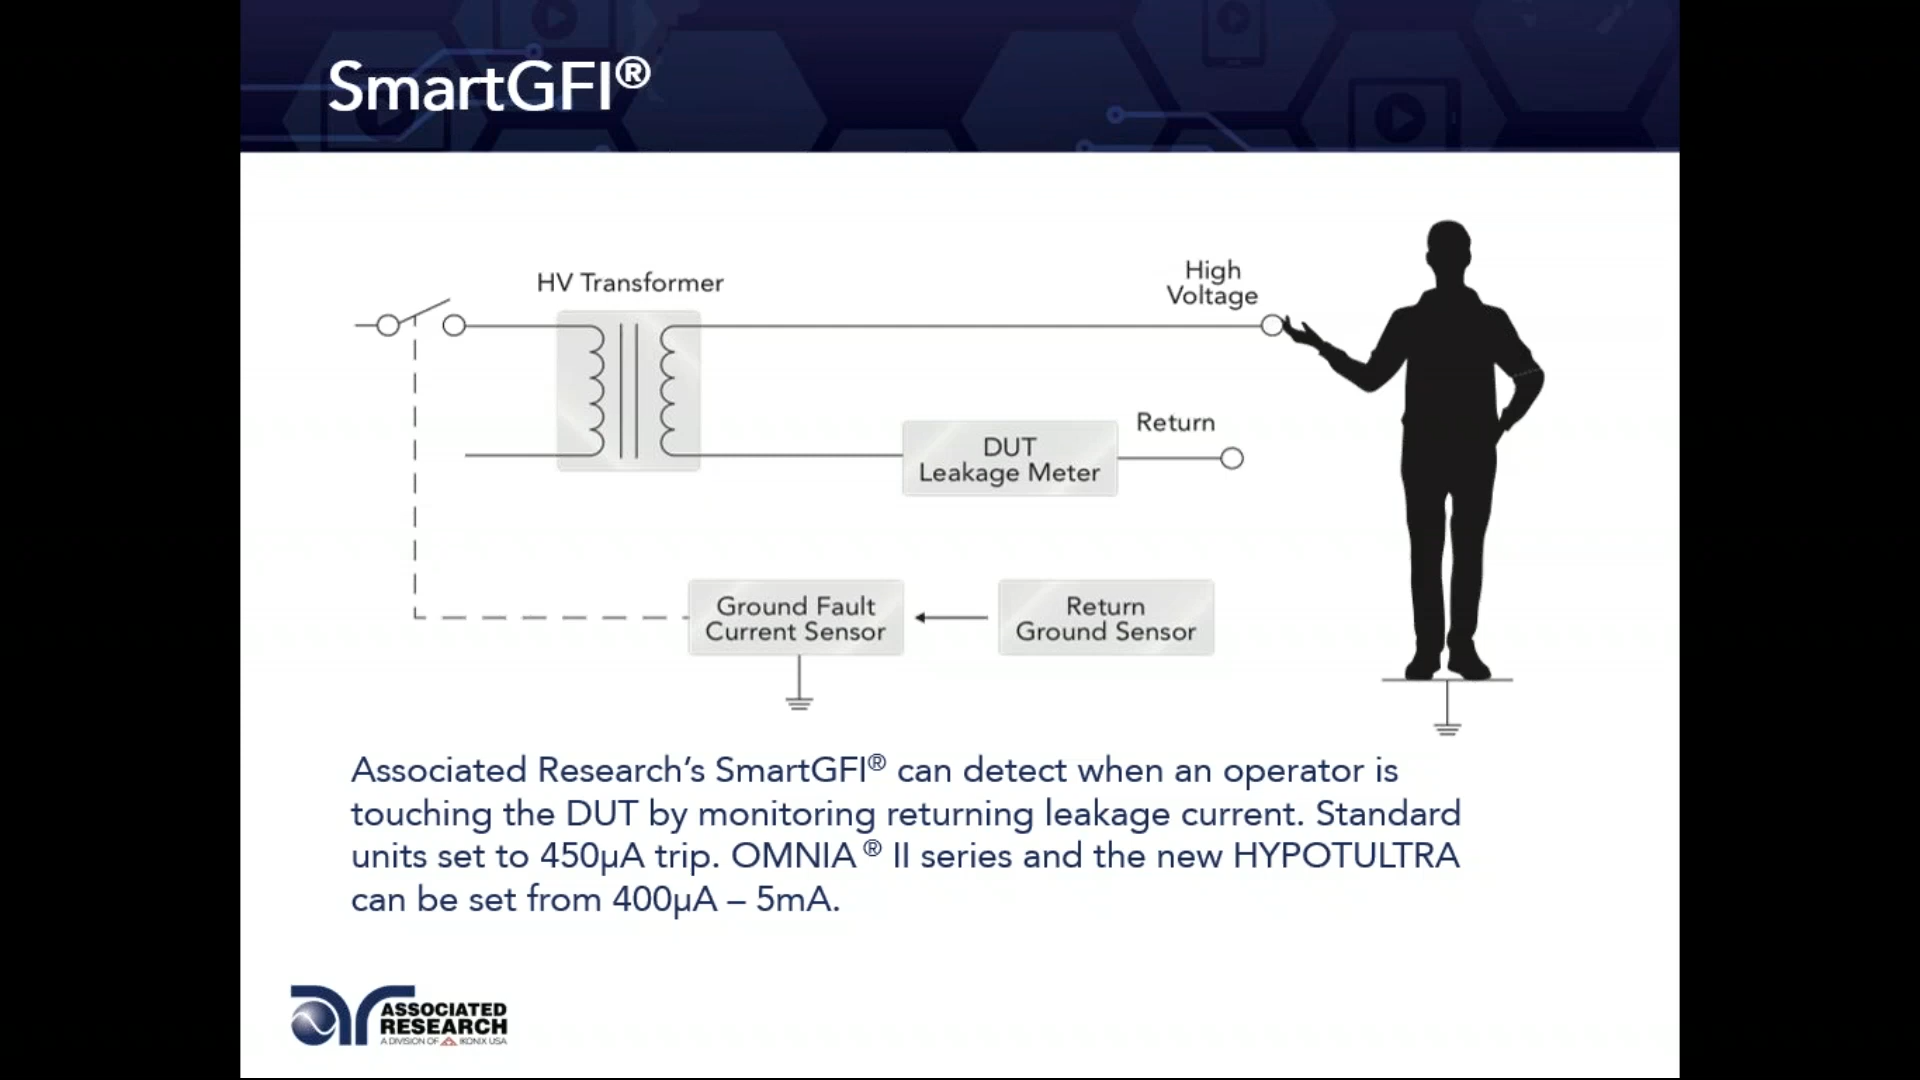 SmartGFI®
HV Transformer
High
Voltage
Return
DUT
Leakage Meter
Ground Fault
Current Sensor
Return
Ground Sensor
Associated Research’s SmartGFI® can detect when an operator is
touching the DUT by monitoring returning leakage current. Standard
units set to 450µA trip. OMNIA® II series and the new HYPOTULTRA
can be set from 400µA – 5mA.
ar ASSOCIATED
RESEARCH
A DIVISION OF IKONIX USA